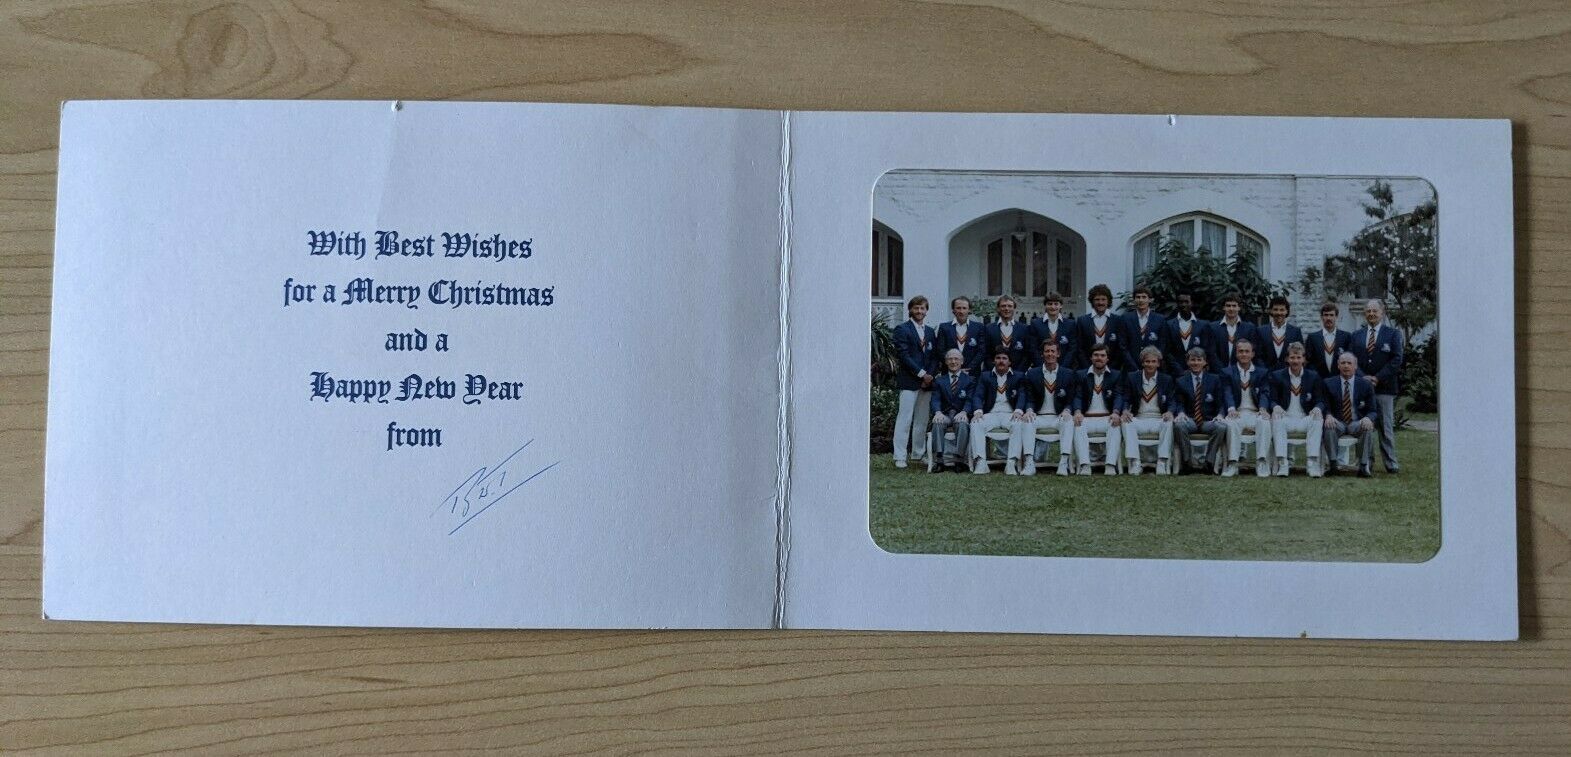 With Best Wishes
for a Merry Christmas
and a
Happy New Year
from